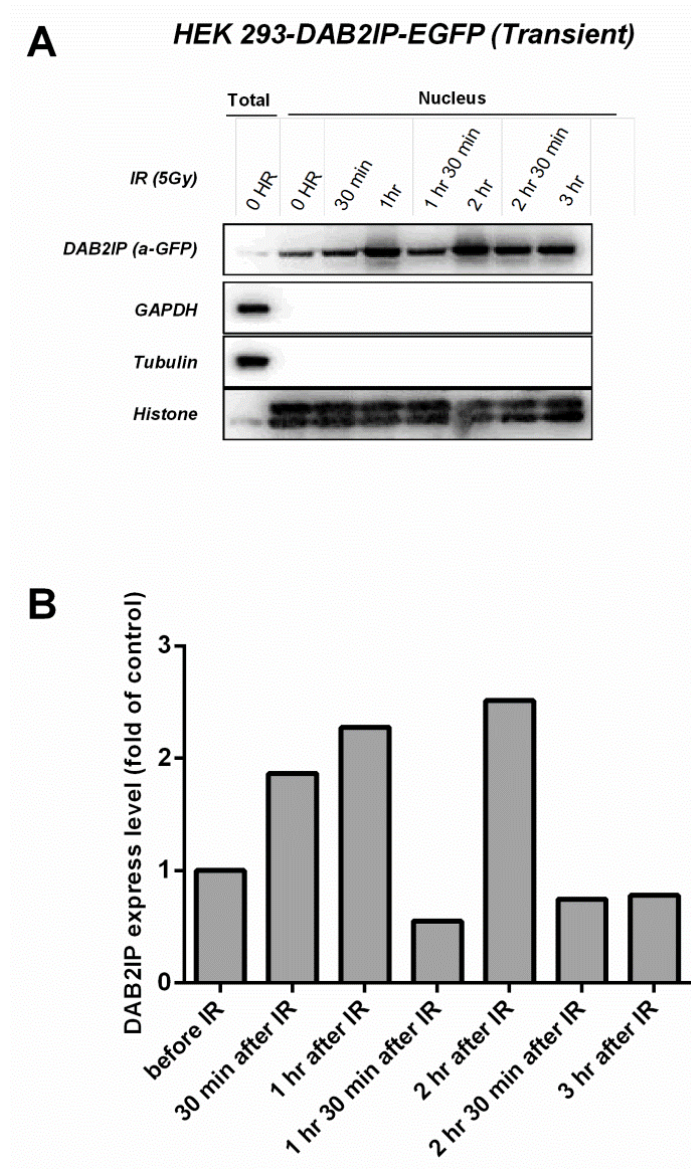 A
HEK 293-DAB2IP-EGFP (Transient)
Total Nucleus
IR (5Gy) 0 HR 0 HR 30 min 1hr 1 hr 30 min 2 hr 2 hr 30 min 3 hr
DAB2IP (a-GFP)
GAPDH
Tubulin
Histone
B
DAB2IP express level (fold of control)
3
2
1
0
before IR
30 min after IR
1 hr after IR
1 hr 30 min after IR
2 hr after IR
2 hr 30 min after IR
3 hr after IR